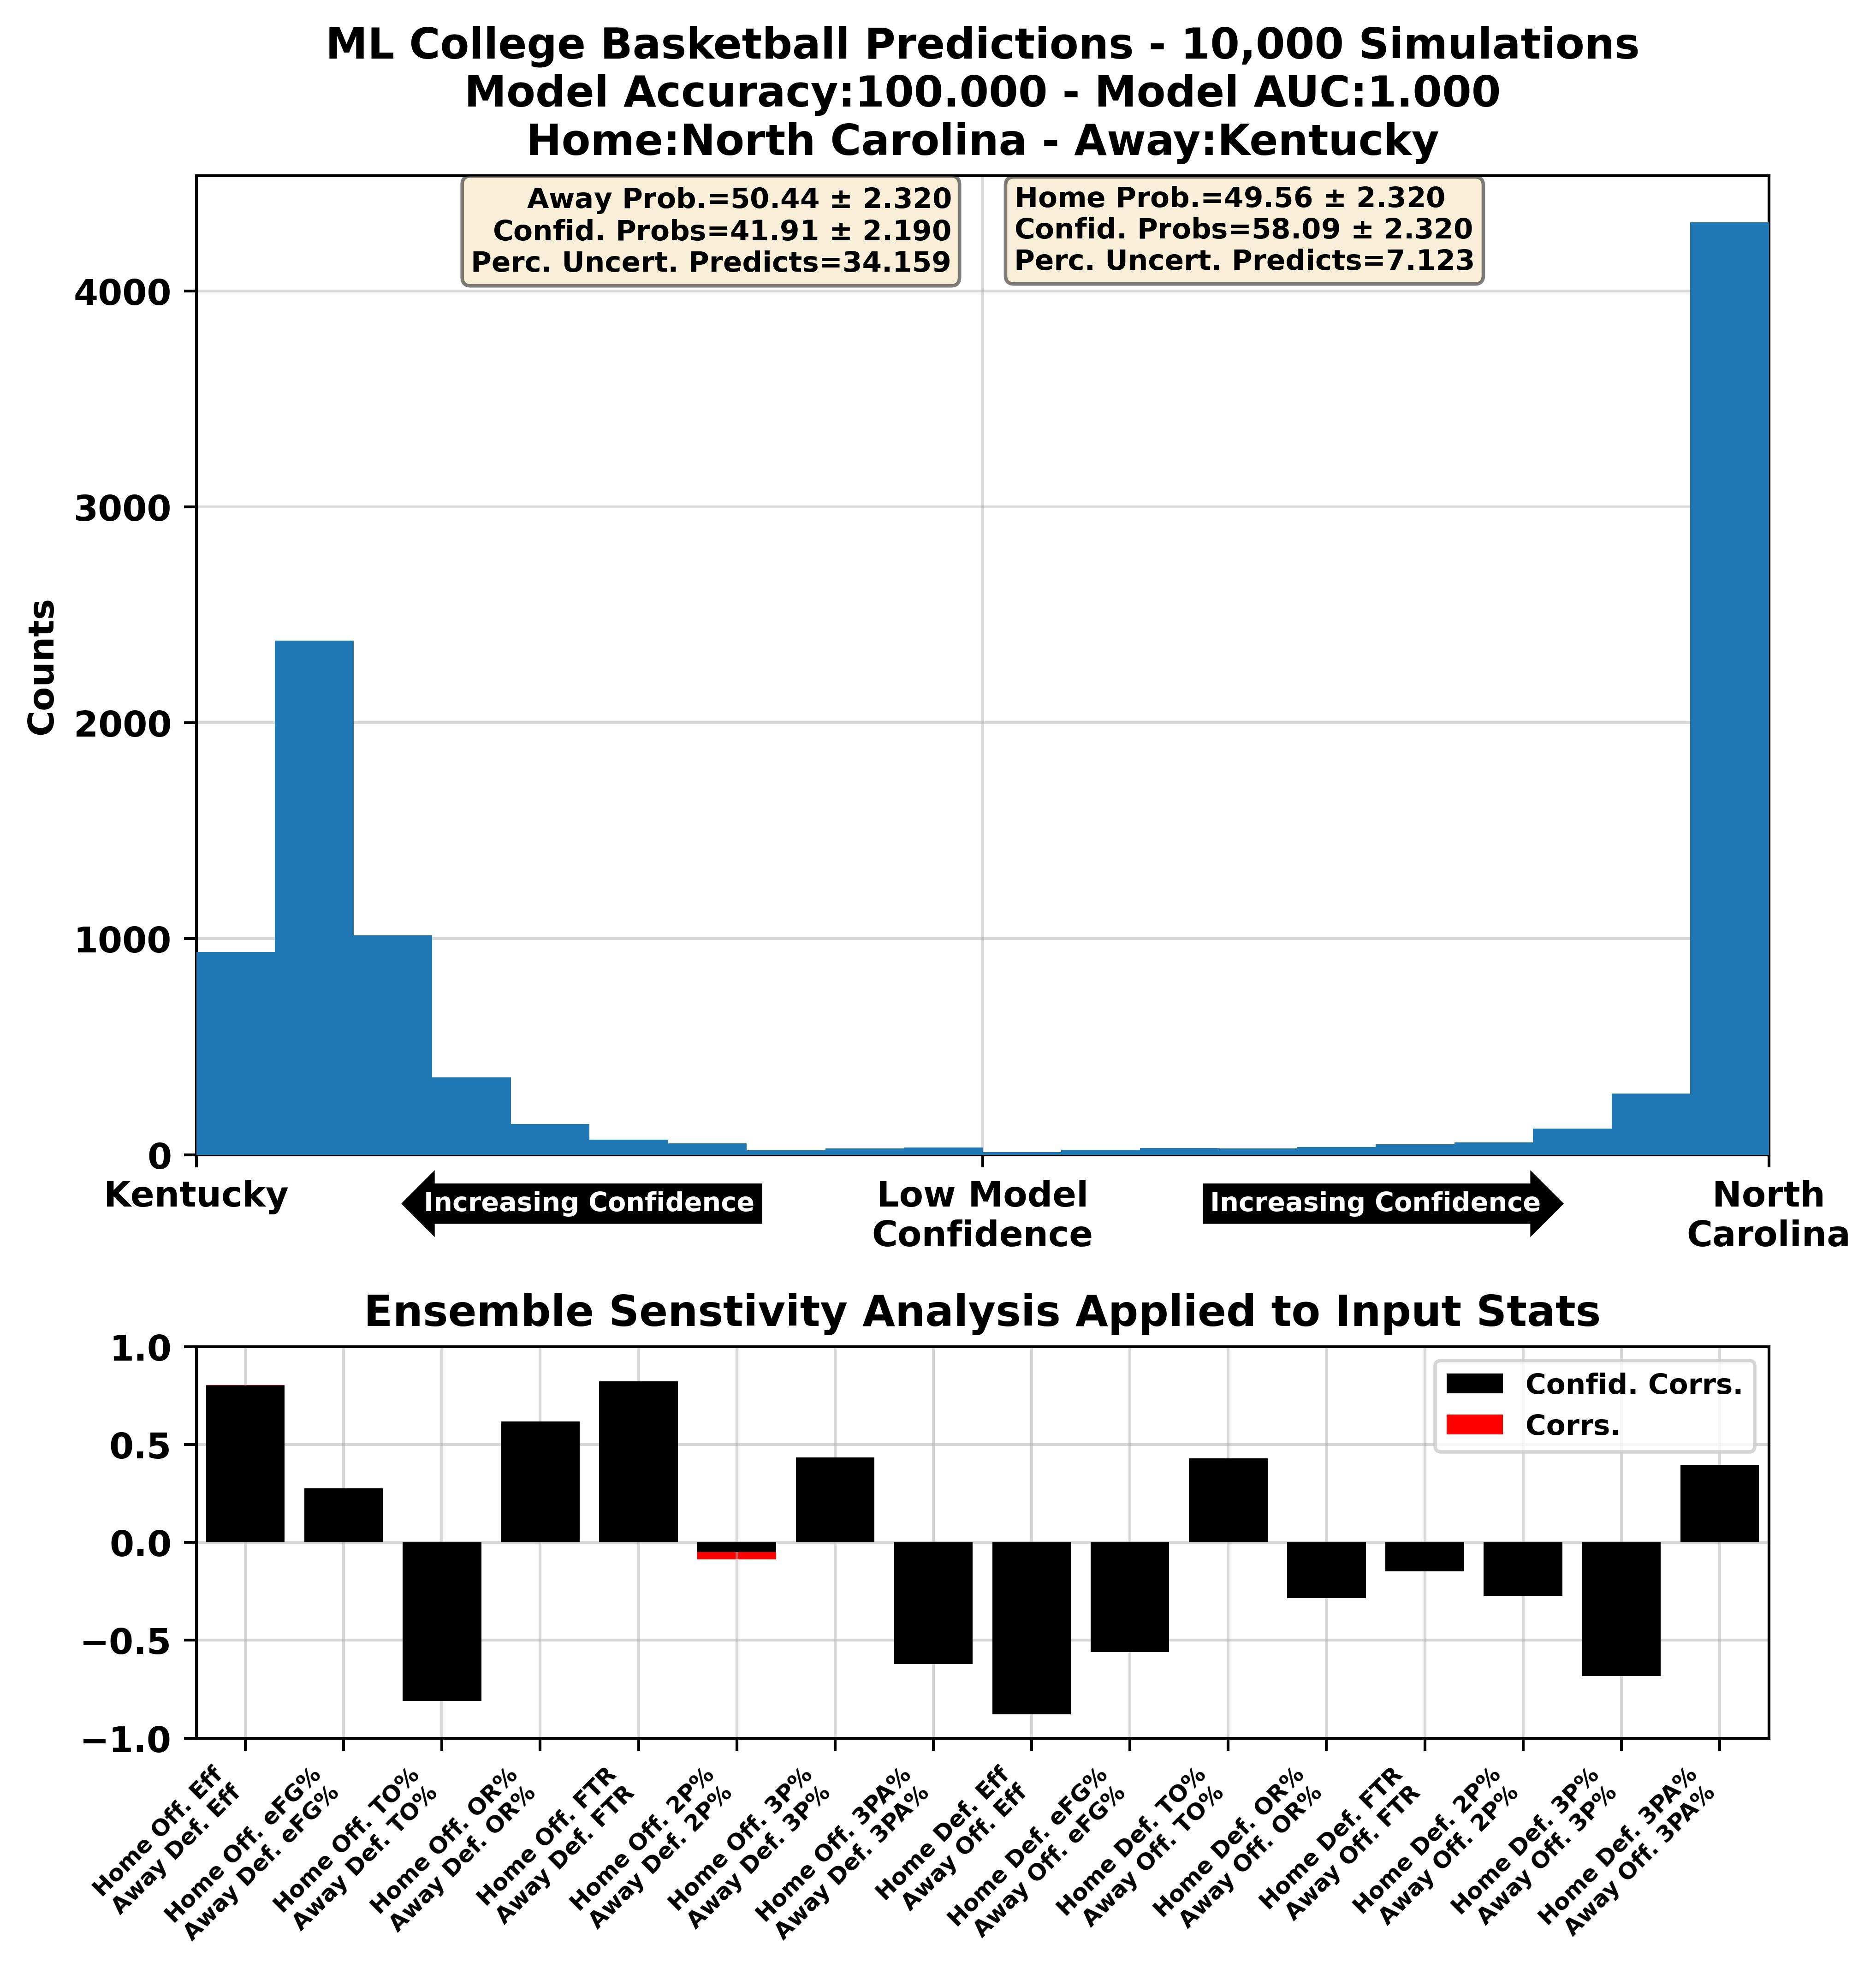 ML College Basketball Predictions - 10,000 Simulations
Model Accuracy:100.000 - Model AUC:1.000
Home:North Carolina - Away:Kentucky
Away Prob.=50.44 ± 2.320
Confid. Probs=41.91 ± 2.190
Perc. Uncert. Predicts=34.159
Home Prob.=49.56 ± 2.320
Confid. Probs=58.09 ± 2.320
Perc. Uncert. Predicts=7.123
Counts
4000
3000
2000
1000
0
Kentucky
Increasing Confidence
Low Model
Confidence
Increasing Confidence
North
Carolina
Ensemble Senstivity Analysis Applied to Input Stats
1.0
0.5
0.0
−0.5
−1.0
Confid. Corrs.
Corrs.
Home Off. Eff
Away Def. Eff
Home Off. eFG%
Away Def. eFG%
Home Off. TO%
Away Def. TO%
Home Off. OR%
Away Def. OR%
Home Off. FTR
Away Def. FTR
Home Off. 2P%
Away Def. 2P%
Home Off. 3P%
Away Def. 3P%
Home Off. 3PA%
Away Def. 3PA%
Home Def. Eff
Away Off. Eff
Home Def. eFG%
Away Off. eFG%
Home Def. TO%
Away Off. TO%
Home Def. OR%
Away Off. OR%
Home Def. FTR
Away Off. FTR
Home Def. 2P%
Away Off. 2P%
Home Def. 3P%
Away Off. 3P%
Home Def. 3PA%
Away Off. 3PA%